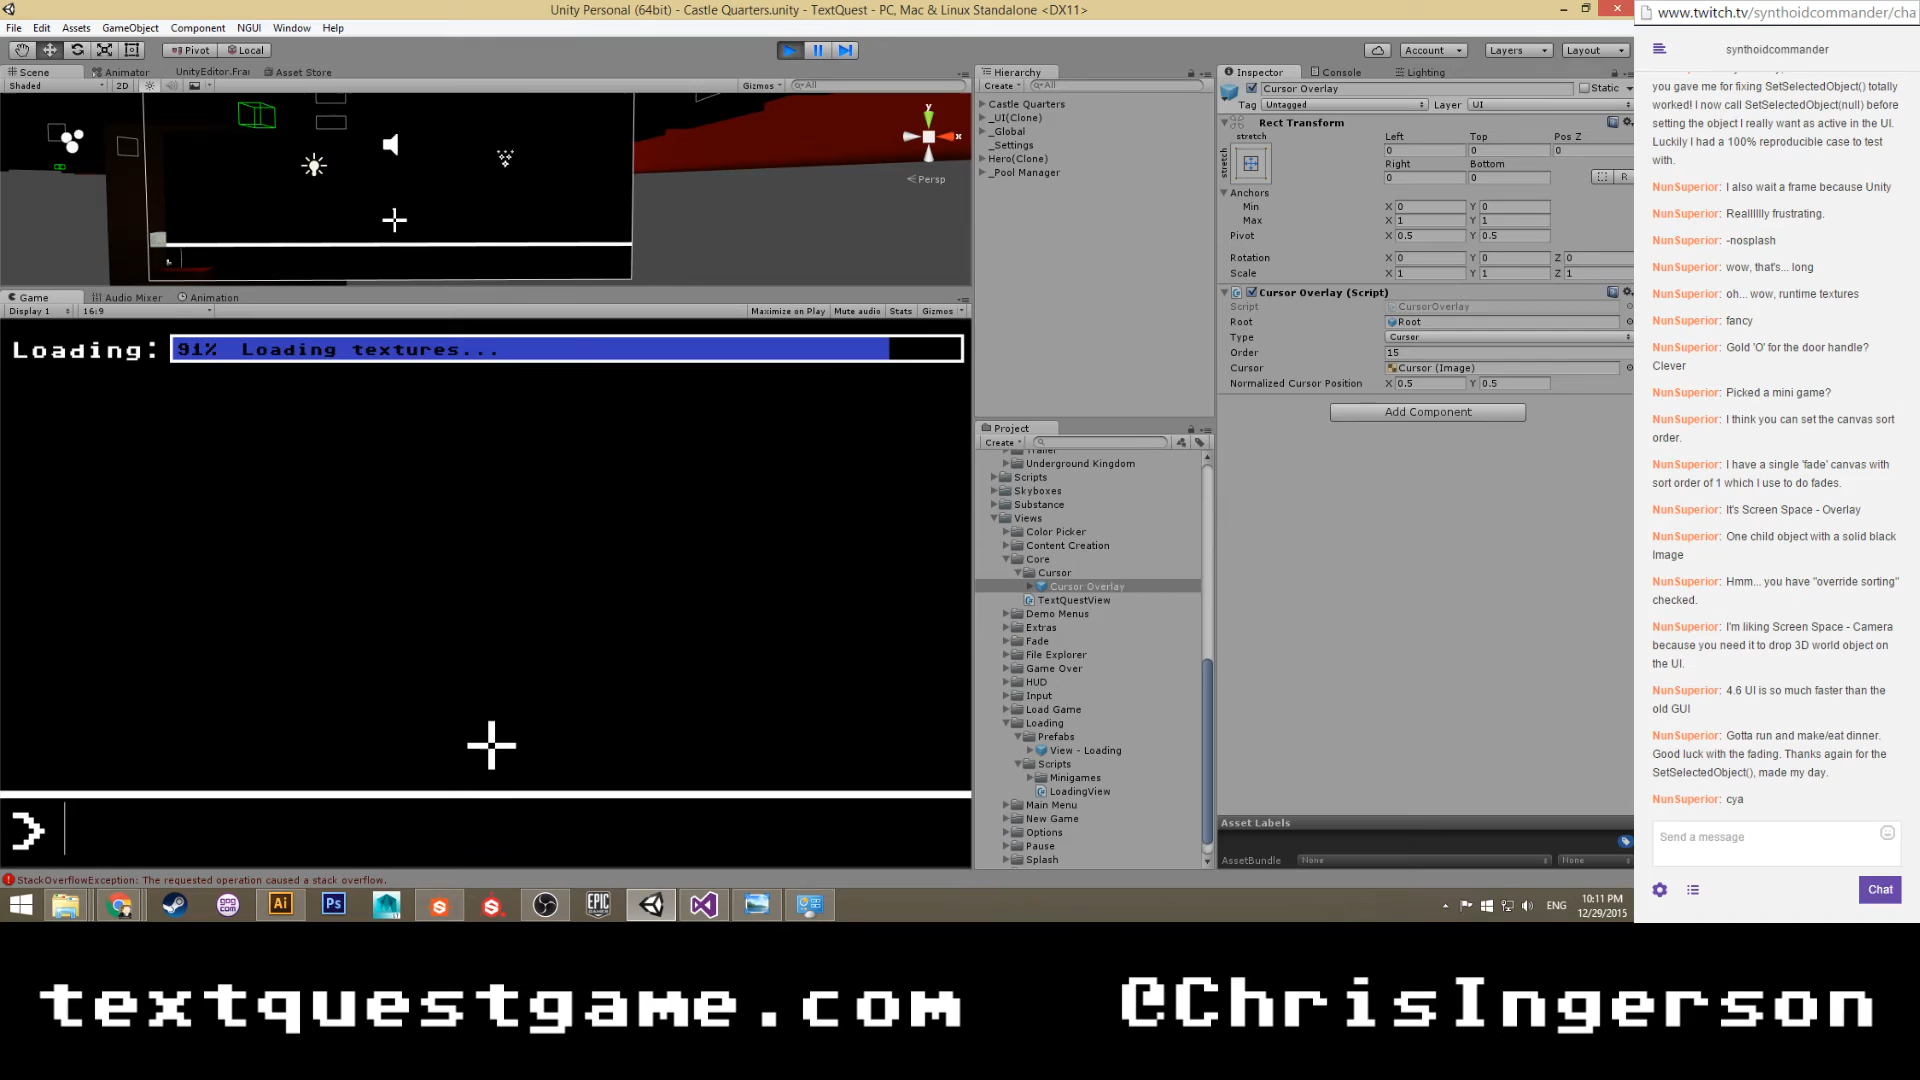 Unity Personal (64bit) - Castle Quarters.unity - TextQuest - PC, Mac & Linux Standalone <DX11>
File Edit Assets GameObject Component NGUI Window Help
Pivot Local
Account Layers Layout
Scene Animator UnityEditor.Fra Asset Store
Shaded 2D Gizmos All
y
x
Persp
Game Audio Mixer Animation
Display 1 16:9 Maximize on Play Mute audio Stats Gizmos
Loading: 91% Loading textures...
>
StackOverflowException: The requested operation caused a stack overflow.
Hierarchy
Create All
Castle Quarters
_UI(Clone)
_Global
_Settings
Hero(Clone)
_Pool Manager
Project
Create
Trailer
Underground Kingdom
Scripts
Skyboxes
Substance
Views
Color Picker
Content Creation
Core
Cursor
Cursor Overlay
TextQuestView
Demo Menus
Extras
Fade
File Explorer
Game Over
HUD
Input
Load Game
Loading
Prefabs
View - Loading
Scripts
Minigames
LoadingView
Main Menu
New Game
Options
Pause
Splash
Inspector Console Lighting
Cursor Overlay Static
Tag Untagged Layer UI
Rect Transform
stretch Left Top Pos Z
stretch 0 0 0
Right Bottom
0 0 R
Anchors
Min X 0 Y 0
Max X 1 Y 1
Pivot X 0.5 Y 0.5
Rotation X 0 Y 0 Z 0
Scale X 1 Y 1 Z 1
Cursor Overlay (Script)
Script CursorOverlay
Root Root
Type Cursor
Order 15
Cursor Cursor (Image)
Normalized Cursor Position X 0.5 Y 0.5
Add Component
Asset Labels
AssetBundle None None
www.twitch.tv/synthoidcommander/cha
synthoidcommander
you gave me for fixing SetSelectedObject() totally
worked! I now call SetSelectedObject(null) before
setting the object I really want as active in the UI.
Luckily I had a 100% reproducible case to test
with.
NunSuperior: I also wait a frame because Unity
NunSuperior: Realllllly frustrating.
NunSuperior: -nosplash
NunSuperior: wow, that's... long
NunSuperior: oh... wow, runtime textures
NunSuperior: fancy
NunSuperior: Gold 'O' for the door handle?
Clever
NunSuperior: Picked a mini game?
NunSuperior: I think you can set the canvas sort
order.
NunSuperior: I have a single 'fade' canvas with
sort order of 1 which I use to do fades.
NunSuperior: It's Screen Space - Overlay
NunSuperior: One child object with a solid black
Image
NunSuperior: Hmm... you have "override sorting"
checked.
NunSuperior: I'm liking Screen Space - Camera
because you need it to drop 3D world object on
the UI.
NunSuperior: 4.6 UI is so much faster than the
old GUI
NunSuperior: Gotta run and make/eat dinner.
Good luck with the fading. Thanks again for the
SetSelectedObject(), made my day.
NunSuperior: cya
Send a message
Chat
gog.com Ai Ps EPIC GAMES
ENG 10:11 PM
12/29/2015
textquestgame.com @ChrisIngerson